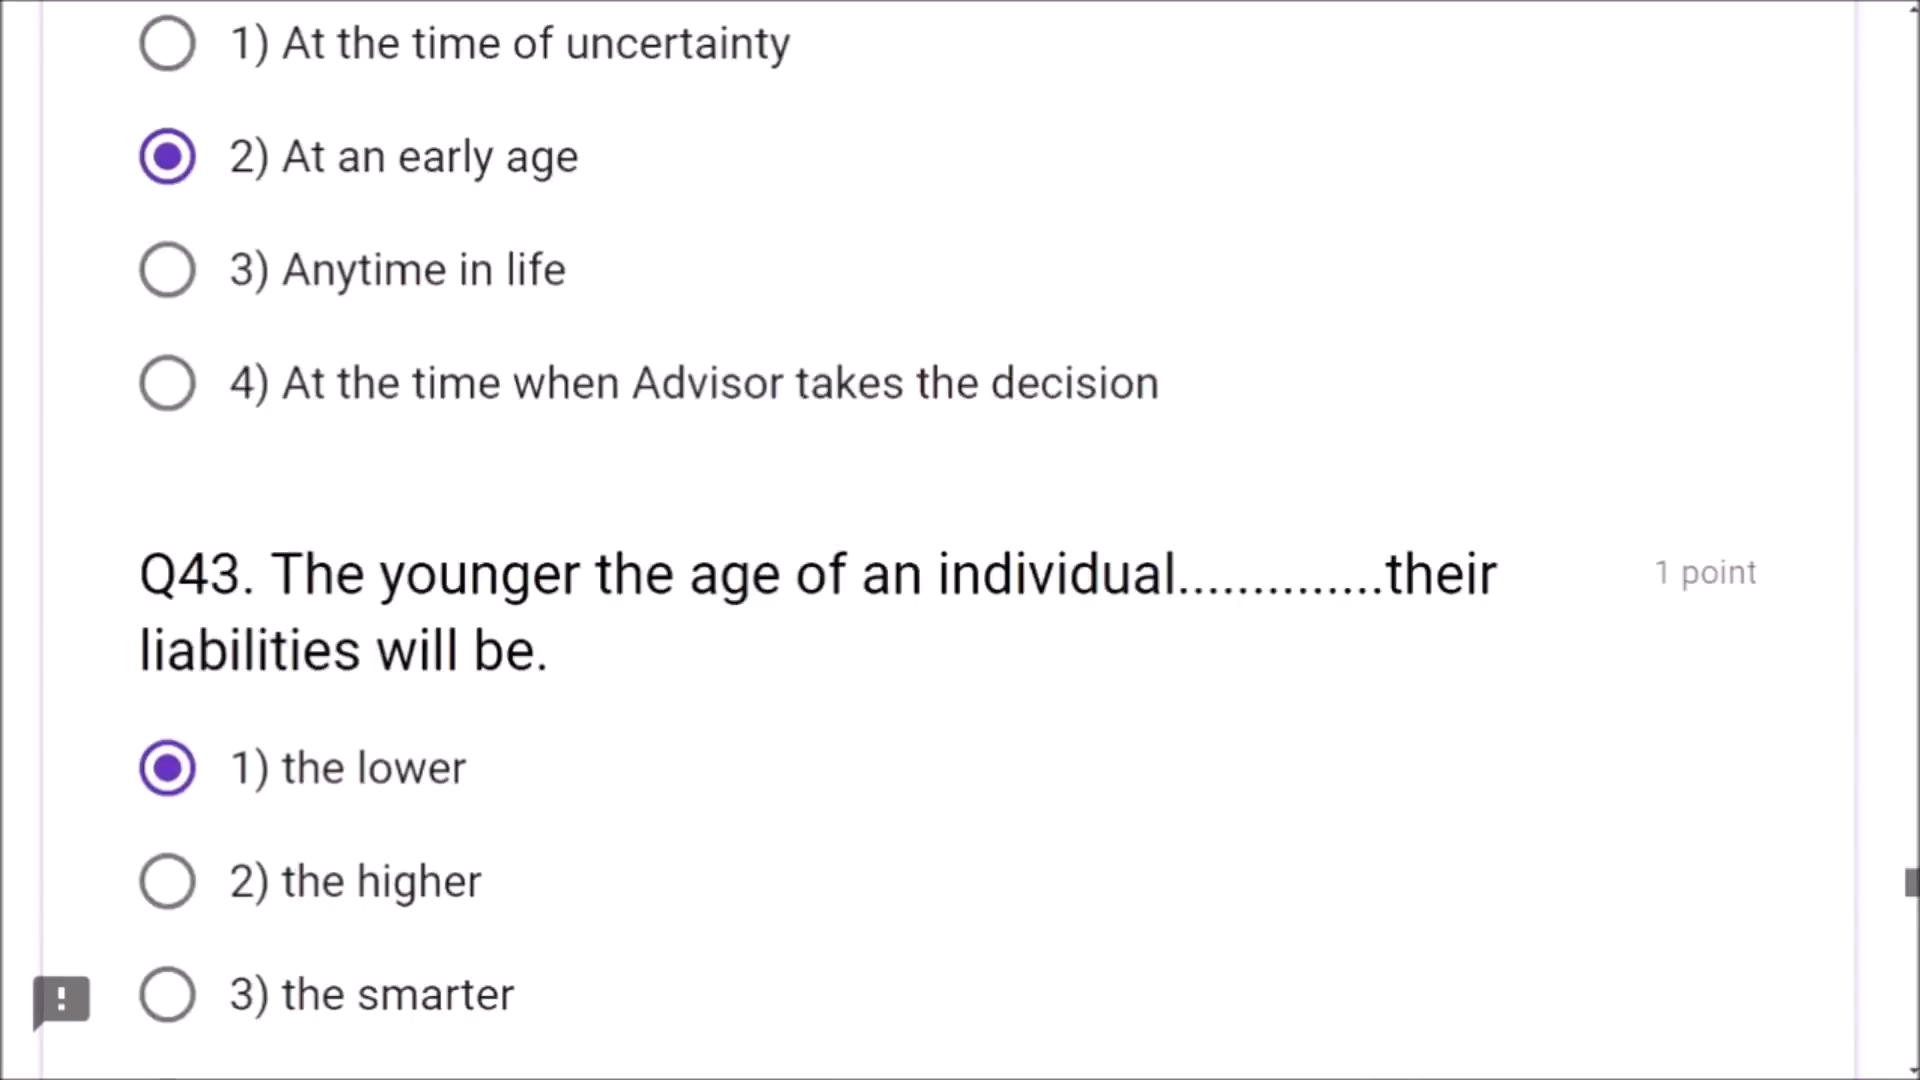 1) At the time of uncertainty
2) At an early age
3) Anytime in life
4) At the time when Advisor takes the decision
Q43. The younger the age of an individual..............their
1 point
liabilities will be.
1) the lower
2) the higher
3) the smarter